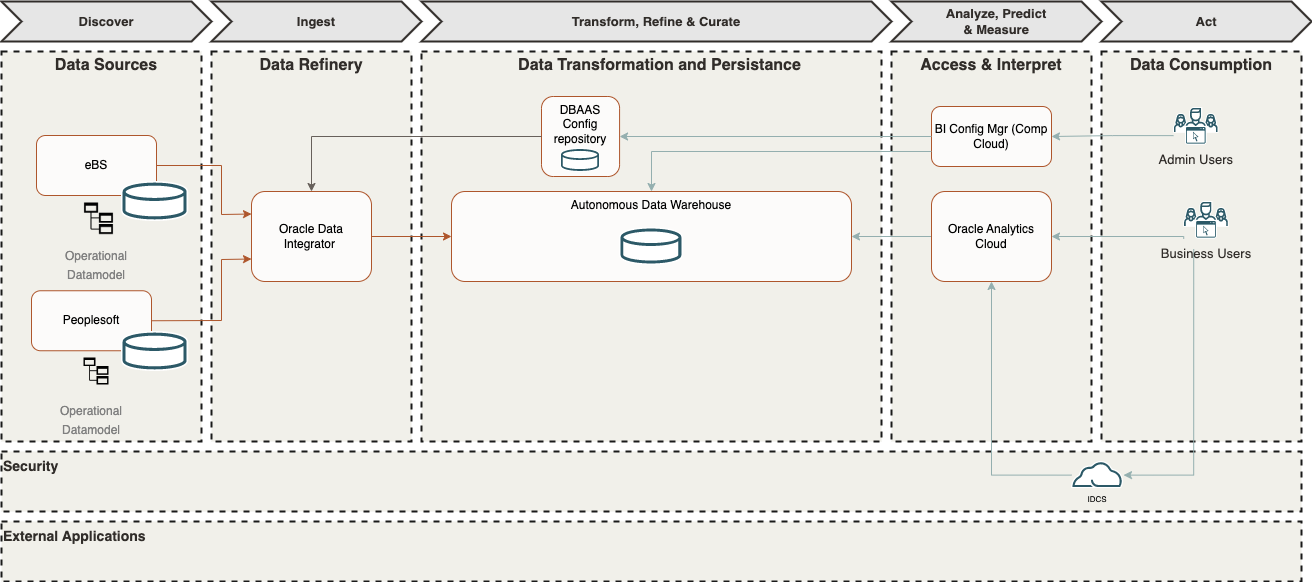 Discover
Ingest
Transform, Refine & Curate
Analyze, Predict
& Measure
Act
Data Sources
Data Refinery
Data Transformation and Persistance
Access & Interpret
Data Consumption
eBS
Operational
Datamodel
Peoplesoft
Operational
Datamodel
Oracle Data
Integrator
DBAAS
Config
repository
Autonomous Data Warehouse
BI Config Mgr (Comp
Cloud)
Oracle Analytics
Cloud
Admin Users
Business Users
Security
IDCS
External Applications